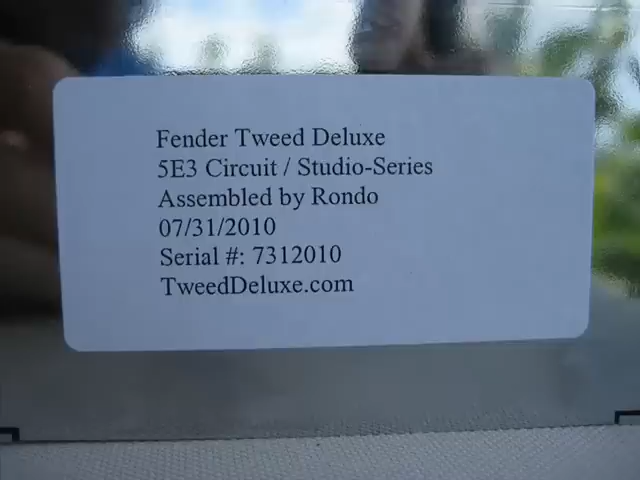 Fender Tweed Deluxe
5E3 Circuit / Studio-Series
Assembled by Rondo
07/31/2010
Serial #: 7312010
TweedDeluxe.com